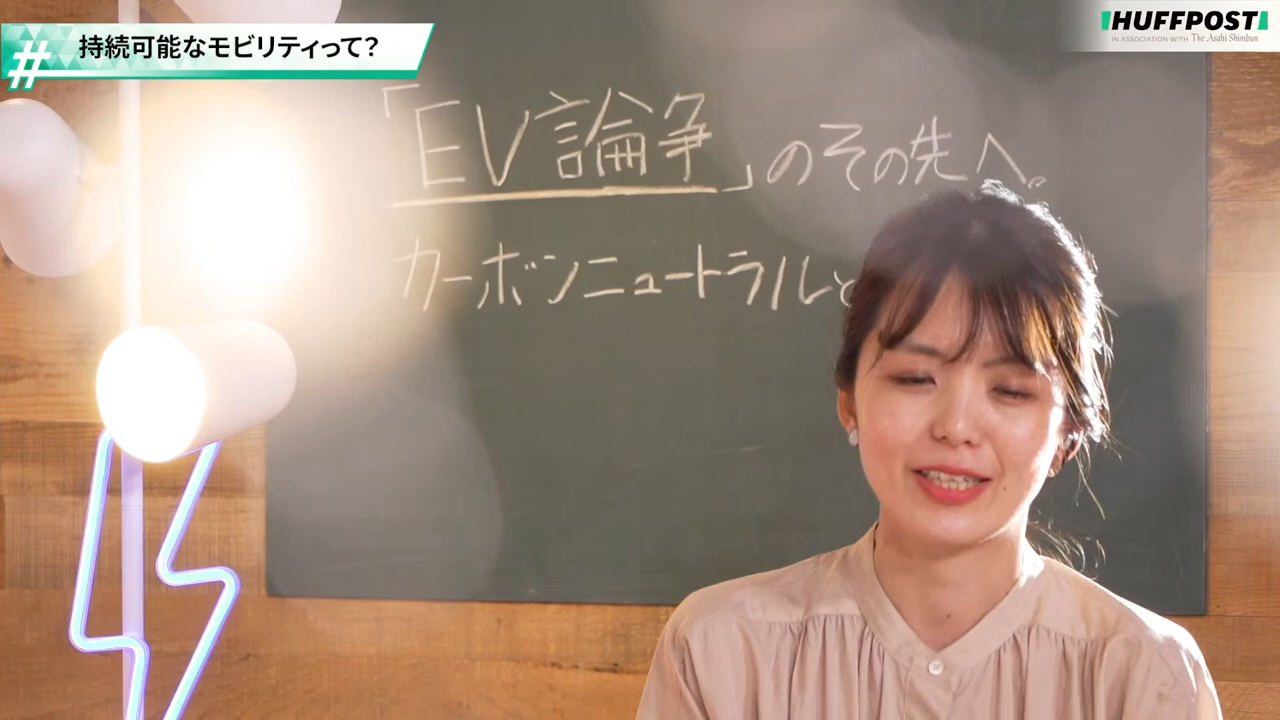 # 持続可能なモビリティって?
HUFFPOST
IN ASSOCIATION WITH The Asahi Shimbun
「EV論争」のその先へ。
カーボンニュートラルと